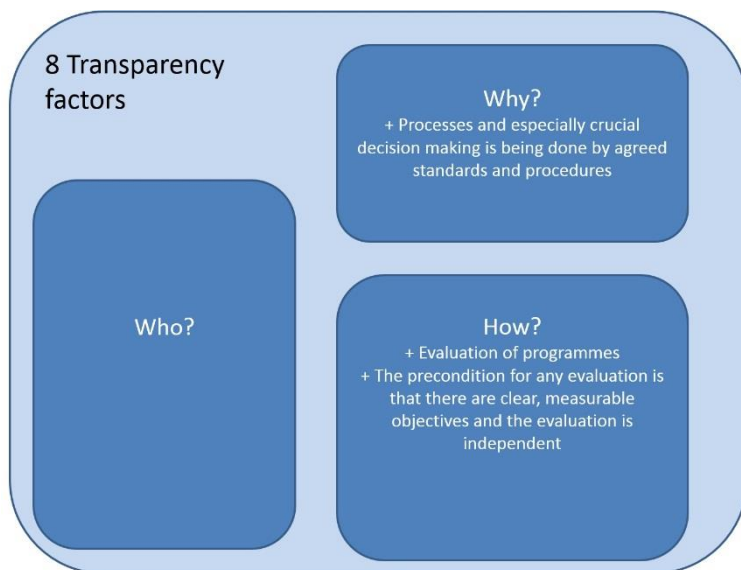 8 Transparency
factors
Why?
+ Processes and especially crucial
decision making is being done by agreed
standards and procedures
Who?
How?
+ Evaluation of programmes
+ The precondition for any evaluation is
that there are clear, measurable
objectives and the evaluation is
independent